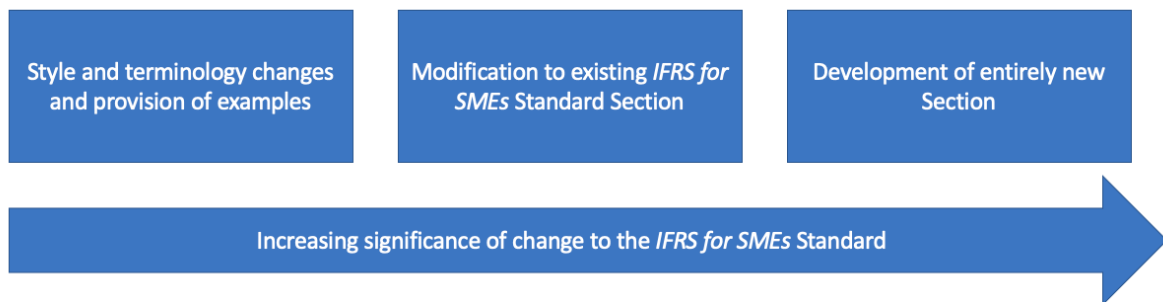 Style and terminology changes
and provision of examples
Modification to existing IFRS for
SMEs Standard Section
Development of entirely new
Section
Increasing significance of change to the IFRS for SMEs Standard